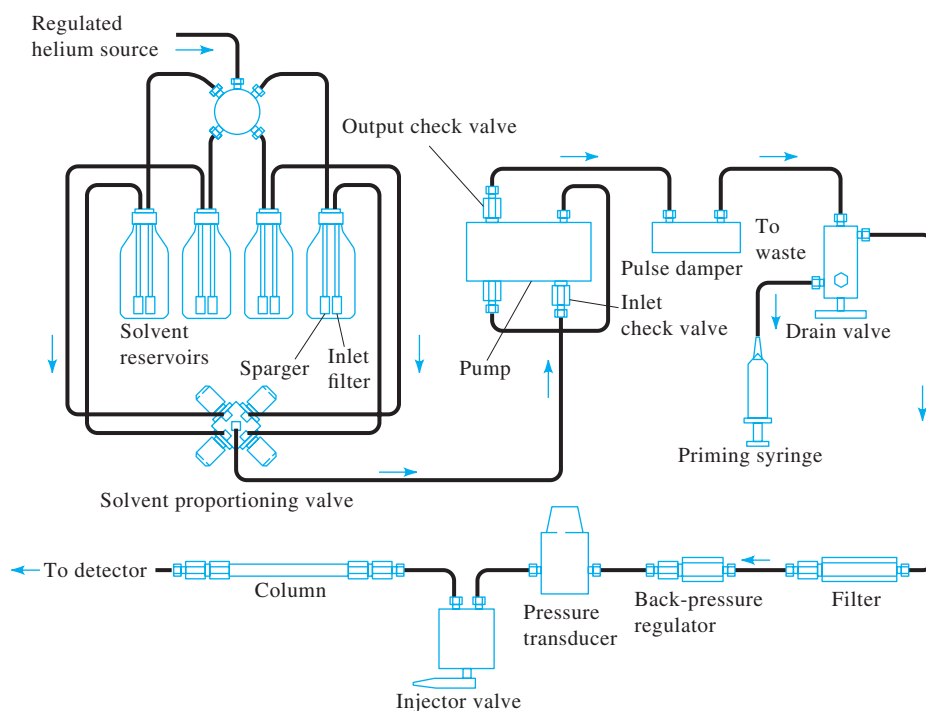 Regulated
helium source
Output check valve
To
waste
Pulse damper
Inlet
check valve
Drain valve
Solvent
reservoirs
Sparger
Inlet
filter
Pump
Priming syringe
Solvent proportioning valve
To detector
Column
Pressure
transducer
Back-pressure
regulator
Filter
Injector valve